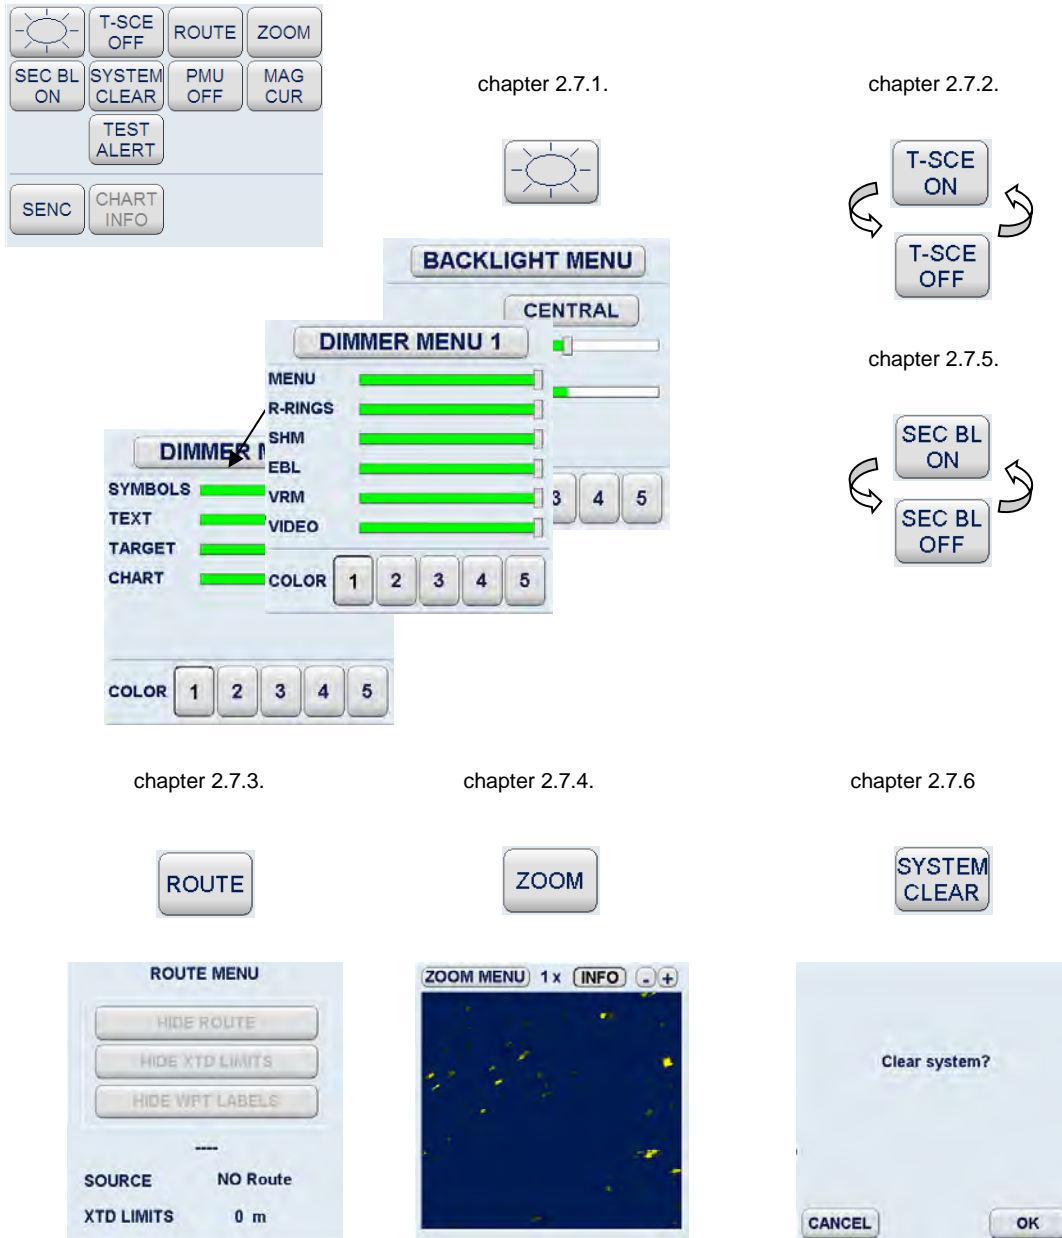 T-SCE OFF ROUTE ZOOM
SEC BL ON SYSTEM CLEAR PMU OFF MAG CUR
TEST ALERT
SENC CHART INFO
chapter 2.7.1.
chapter 2.7.2.
T-SCE ON
T-SCE OFF
BACKLIGHT MENU
CENTRAL
3 4 5
DIMMER MENU 1
MENU
R-RINGS
SHM
EBL
VRM
VIDEO
COLOR 1 2 3 4 5
DIMMER M
SYMBOLS
TEXT
TARGET
CHART
COLOR 1 2 3 4 5
chapter 2.7.5.
SEC BL ON
SEC BL OFF
chapter 2.7.3.
chapter 2.7.4.
chapter 2.7.6
ROUTE
ZOOM
SYSTEM CLEAR
ROUTE MENU
HIDE ROUTE
HIDE XTD LIMITS
HIDE WPT LABELS
----
SOURCE NO Route
XTD LIMITS 0 m
ZOOM MENU 1 x INFO - +
Clear system?
CANCEL OK